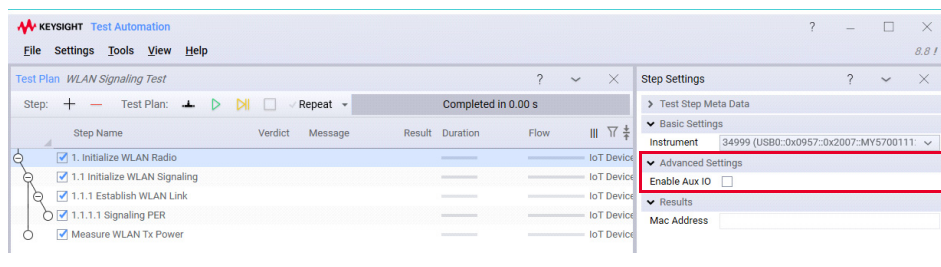 KEYSIGHT Test Automation ?
File Settings Tools View Help 8.8 !
Test Plan WLAN Signaling Test ?
Step: Test Plan: Repeat Completed in 0.00 s
Step Name Verdict Message Result Duration Flow
1. Initialize WLAN Radio IoT Device
1.1 Initialize WLAN Signaling IoT Device
1.1.1 Establish WLAN Link IoT Device
1.1.1.1 Signaling PER IoT Device
Measure WLAN Tx Power IoT Device
Step Settings ?
Test Step Meta Data
Basic Settings
Instrument 34999 (USB0::0x0957::0x2007::MY5700111:
Advanced Settings
Enable Aux IO
Results
Mac Address